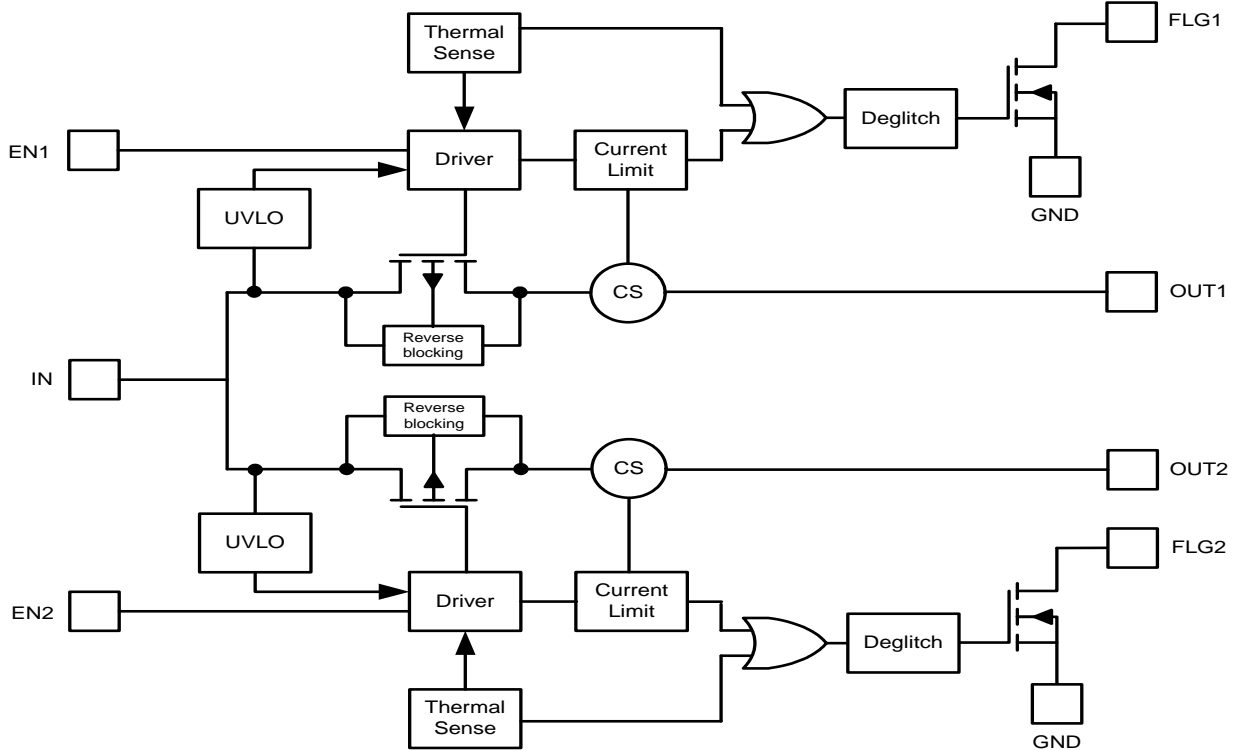 FLG1
Thermal
Sense
Deglitch
EN1
Driver
Current
Limit
UVLO
GND
CS
OUT1
Reverse
blocking
IN
Reverse
blocking
CS
OUT2
UVLO
FLG2
EN2
Driver
Current
Limit
Deglitch
Thermal
Sense
GND